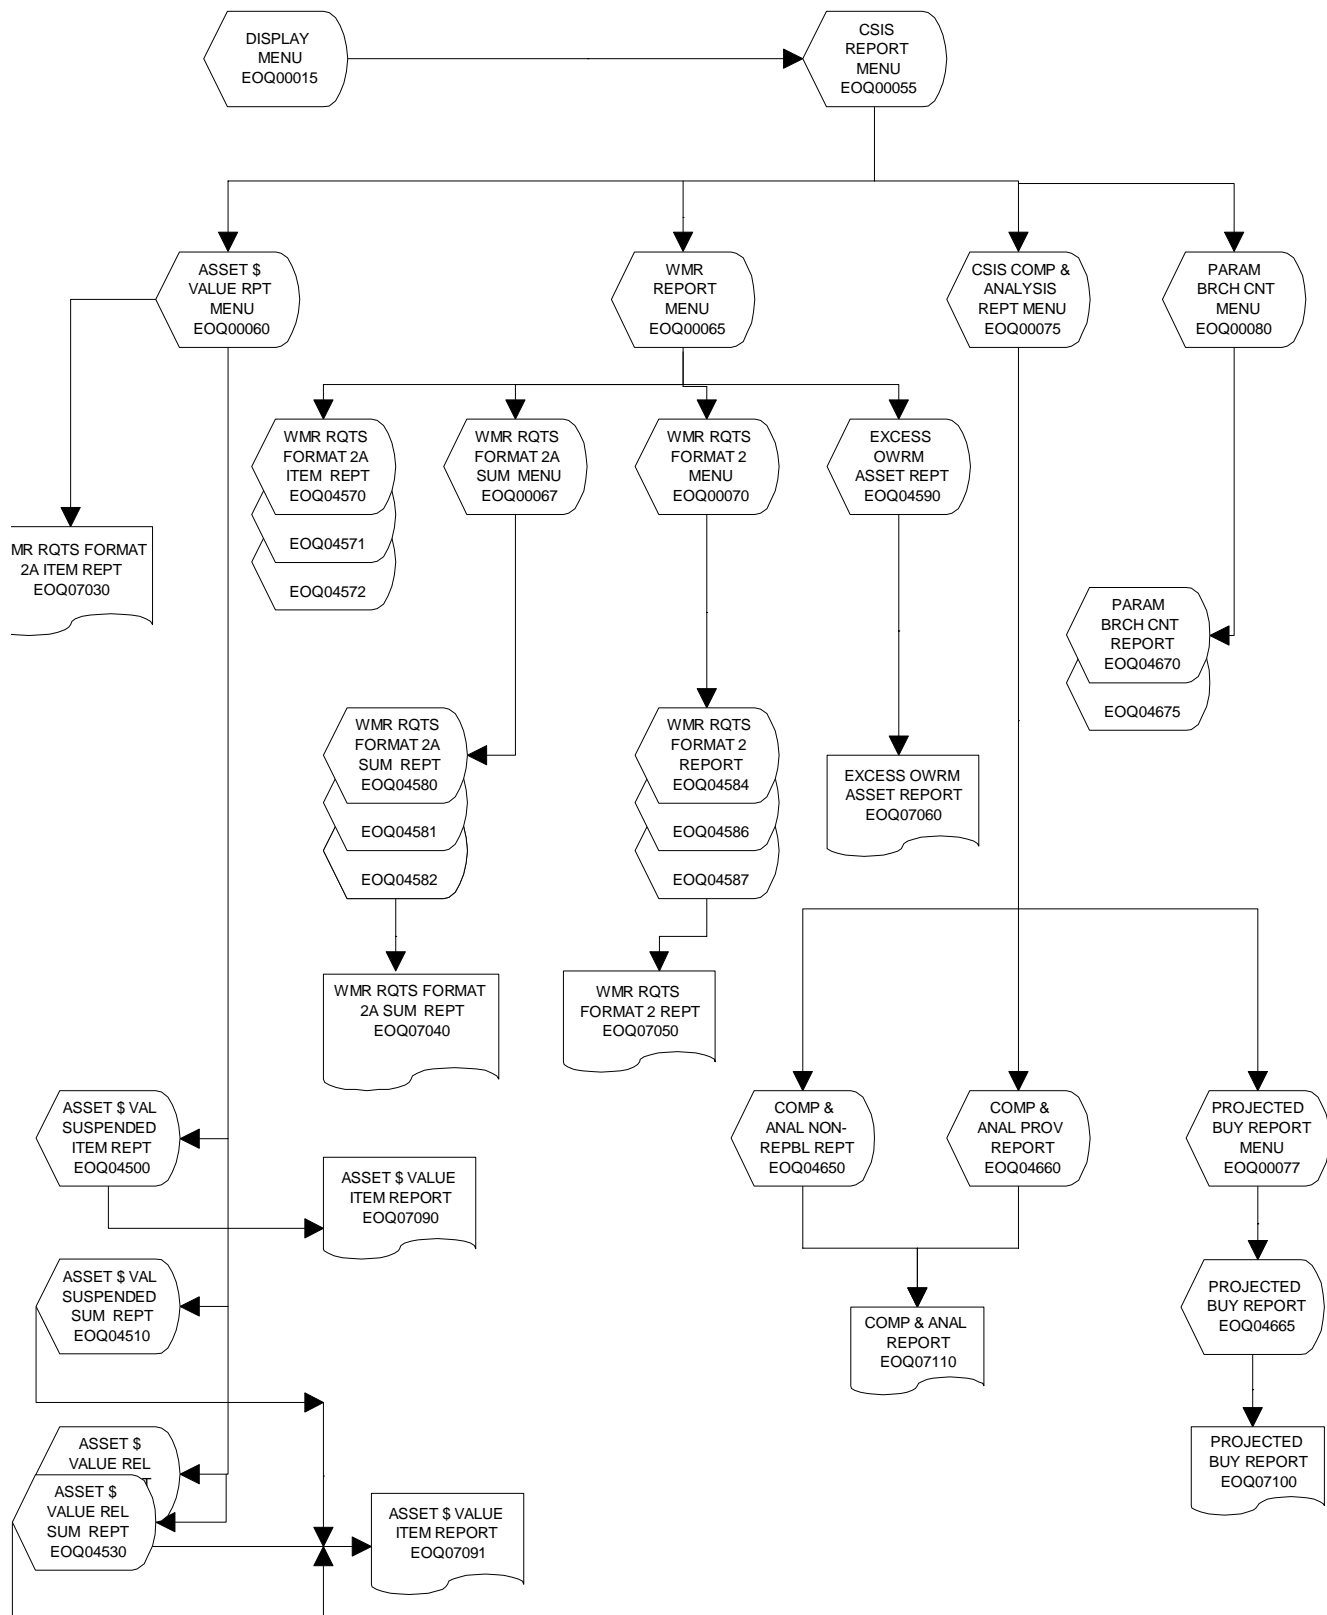 DISPLAY
MENU
EOQ00015
CSIS
REPORT
MENU
EOQ00055
ASSET $
VALUE RPT
MENU
EOQ00060
WMR
REPORT
MENU
EOQ00065
CSIS COMP &
ANALYSIS
REPT MENU
EOQ00075
PARAM
BRCH CNT
MENU
EOQ00080
WMR RQTS
FORMAT 2A
ITEM REPT
EOQ04570
EOQ04571
EOQ04572
WMR RQTS
FORMAT 2A
SUM MENU
EOQ00067
WMR RQTS
FORMAT 2
MENU
EOQ00070
EXCESS
OWRM
ASSET REPT
EOQ04590
MR RQTS FORMAT
2A ITEM REPT
EOQ07030
PARAM
BRCH CNT
REPORT
EOQ04670
EOQ04675
WMR RQTS
FORMAT 2A
SUM REPT
EOQ04580
EOQ04581
EOQ04582
WMR RQTS
FORMAT 2
REPORT
EOQ04584
EOQ04586
EOQ04587
EXCESS OWRM
ASSET REPORT
EOQ07060
WMR RQTS FORMAT
2A SUM REPT
EOQ07040
WMR RQTS
FORMAT 2 REPT
EOQ07050
ASSET $ VAL
SUSPENDED
ITEM REPT
EOQ04500
COMP &
ANAL NON-
REPBL REPT
EOQ04650
COMP &
ANAL PROV
REPORT
EOQ04660
PROJECTED
BUY REPORT
MENU
EOQ00077
ASSET $ VALUE
ITEM REPORT
EOQ07090
ASSET $ VAL
SUSPENDED
SUM REPT
EOQ04510
PROJECTED
BUY REPORT
EOQ04665
COMP & ANAL
REPORT
EOQ07110
ASSET $
VALUE REL
ASSET $
VALUE REL
SUM REPT
EOQ04530
PROJECTED
BUY REPORT
EOQ07100
ASSET $ VALUE
ITEM REPORT
EOQ07091